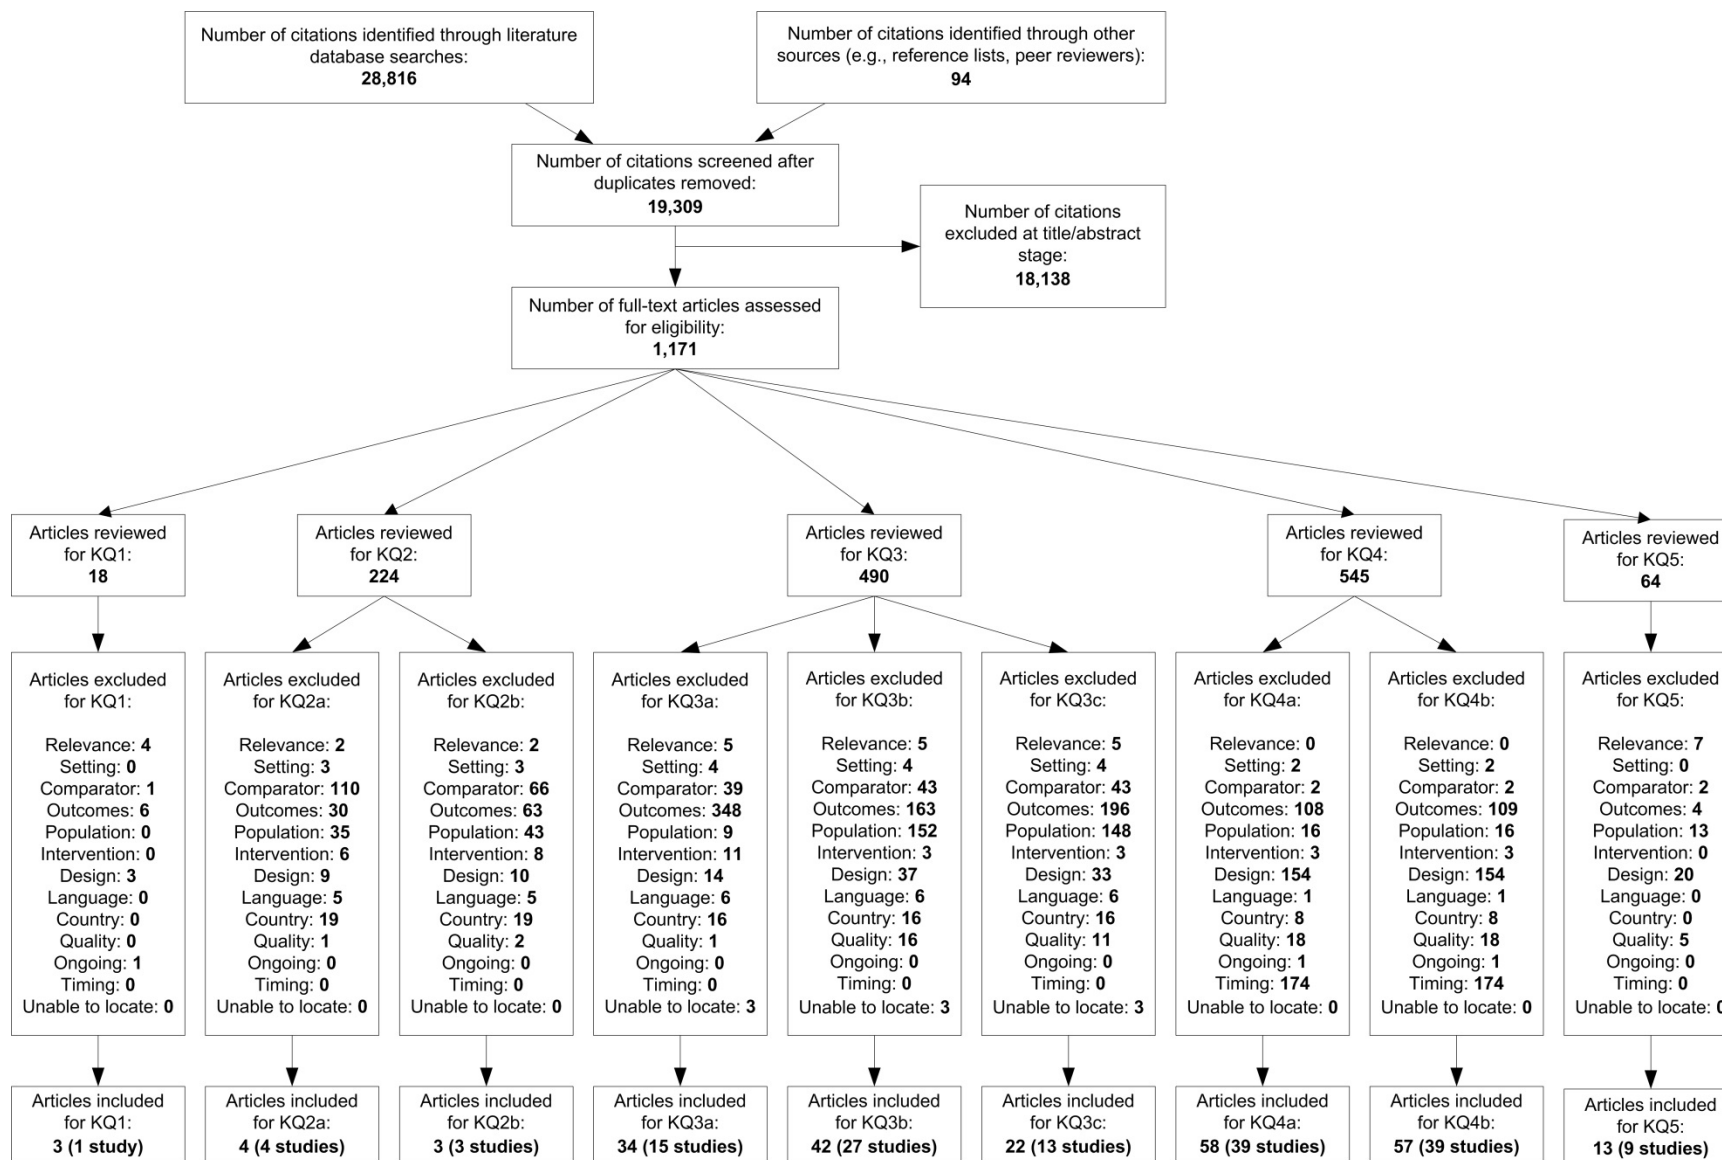 Number of citations identified through literature
database searches:
28,816
Number of citations identified through other
sources (e.g., reference lists, peer reviewers):
94
Number of citations screened after
duplicates removed:
19,309
Number of citations
excluded at title/abstract
stage:
18,138
Number of full-text articles assessed
for eligibility:
1,171
Articles reviewed
for KQ1:
18
Articles reviewed
for KQ2:
224
Articles reviewed
for KQ3:
490
Articles reviewed
for KQ4:
545
Articles reviewed
for KQ5:
64
Articles excluded
for KQ1:
Relevance: 4
Setting: 0
Comparator: 1
Outcomes: 6
Population: 0
Intervention: 0
Design: 3
Language: 0
Country: 0
Quality: 0
Ongoing: 1
Timing: 0
Unable to locate: 0
Articles excluded
for KQ2a:
Relevance: 2
Setting: 3
Comparator: 110
Outcomes: 30
Population: 35
Intervention: 6
Design: 9
Language: 5
Country: 19
Quality: 1
Ongoing: 0
Timing: 0
Unable to locate: 0
Articles excluded
for KQ2b:
Relevance: 2
Setting: 3
Comparator: 66
Outcomes: 63
Population: 43
Intervention: 8
Design: 10
Language: 5
Country: 19
Quality: 2
Ongoing: 0
Timing: 0
Unable to locate: 0
Articles excluded
for KQ3a:
Relevance: 5
Setting: 4
Comparator: 39
Outcomes: 348
Population: 9
Intervention: 11
Design: 14
Language: 6
Country: 16
Quality: 1
Ongoing: 0
Timing: 0
Unable to locate: 3
Articles excluded
for KQ3b:
Relevance: 5
Setting: 4
Comparator: 43
Outcomes: 163
Population: 152
Intervention: 3
Design: 37
Language: 6
Country: 16
Quality: 16
Ongoing: 0
Timing: 0
Unable to locate: 3
Articles excluded
for KQ3c:
Relevance: 5
Setting: 4
Comparator: 43
Outcomes: 196
Population: 148
Intervention: 3
Design: 33
Language: 6
Country: 16
Quality: 11
Ongoing: 0
Timing: 0
Unable to locate: 3
Articles excluded
for KQ4a:
Relevance: 0
Setting: 2
Comparator: 2
Outcomes: 108
Population: 16
Intervention: 3
Design: 154
Language: 1
Country: 8
Quality: 18
Ongoing: 1
Timing: 174
Unable to locate: 0
Articles excluded
for KQ4b:
Relevance: 0
Setting: 2
Comparator: 2
Outcomes: 109
Population: 16
Intervention: 3
Design: 154
Language: 1
Country: 8
Quality: 18
Ongoing: 1
Timing: 174
Unable to locate: 0
Articles excluded
for KQ5:
Relevance: 7
Setting: 0
Comparator: 2
Outcomes: 4
Population: 13
Intervention: 0
Design: 20
Language: 0
Country: 0
Quality: 5
Ongoing: 0
Timing: 0
Unable to locate: 0
Articles included
for KQ1:
3 (1 study)
Articles included
for KQ2a:
4 (4 studies)
Articles included
for KQ2b:
3 (3 studies)
Articles included
for KQ3a:
34 (15 studies)
Articles included
for KQ3b:
42 (27 studies)
Articles included
for KQ3c:
22 (13 studies)
Articles included
for KQ4a:
58 (39 studies)
Articles included
for KQ4b:
57 (39 studies)
Articles included
for KQ5:
13 (9 studies)